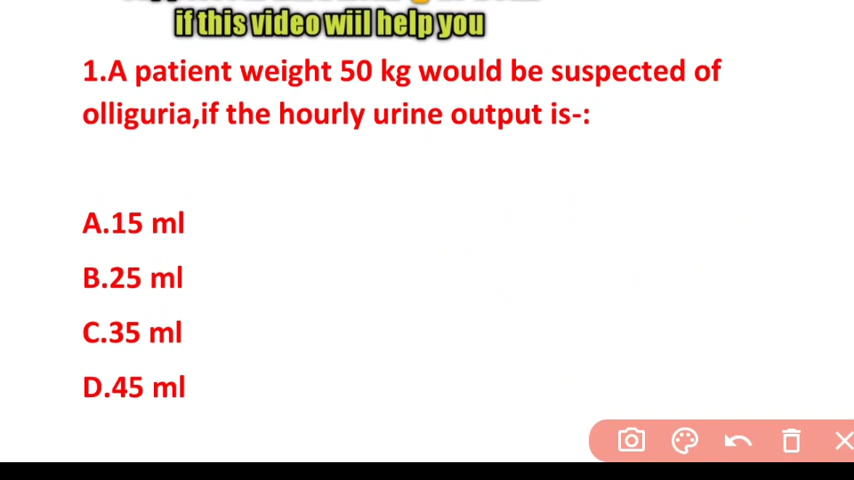 if this video wiil help you
1.A patient weight 50 kg would be suspected of
olliguria,if the hourly urine output is-:
A.15 ml
B.25 ml
C.35 ml
D.45 ml